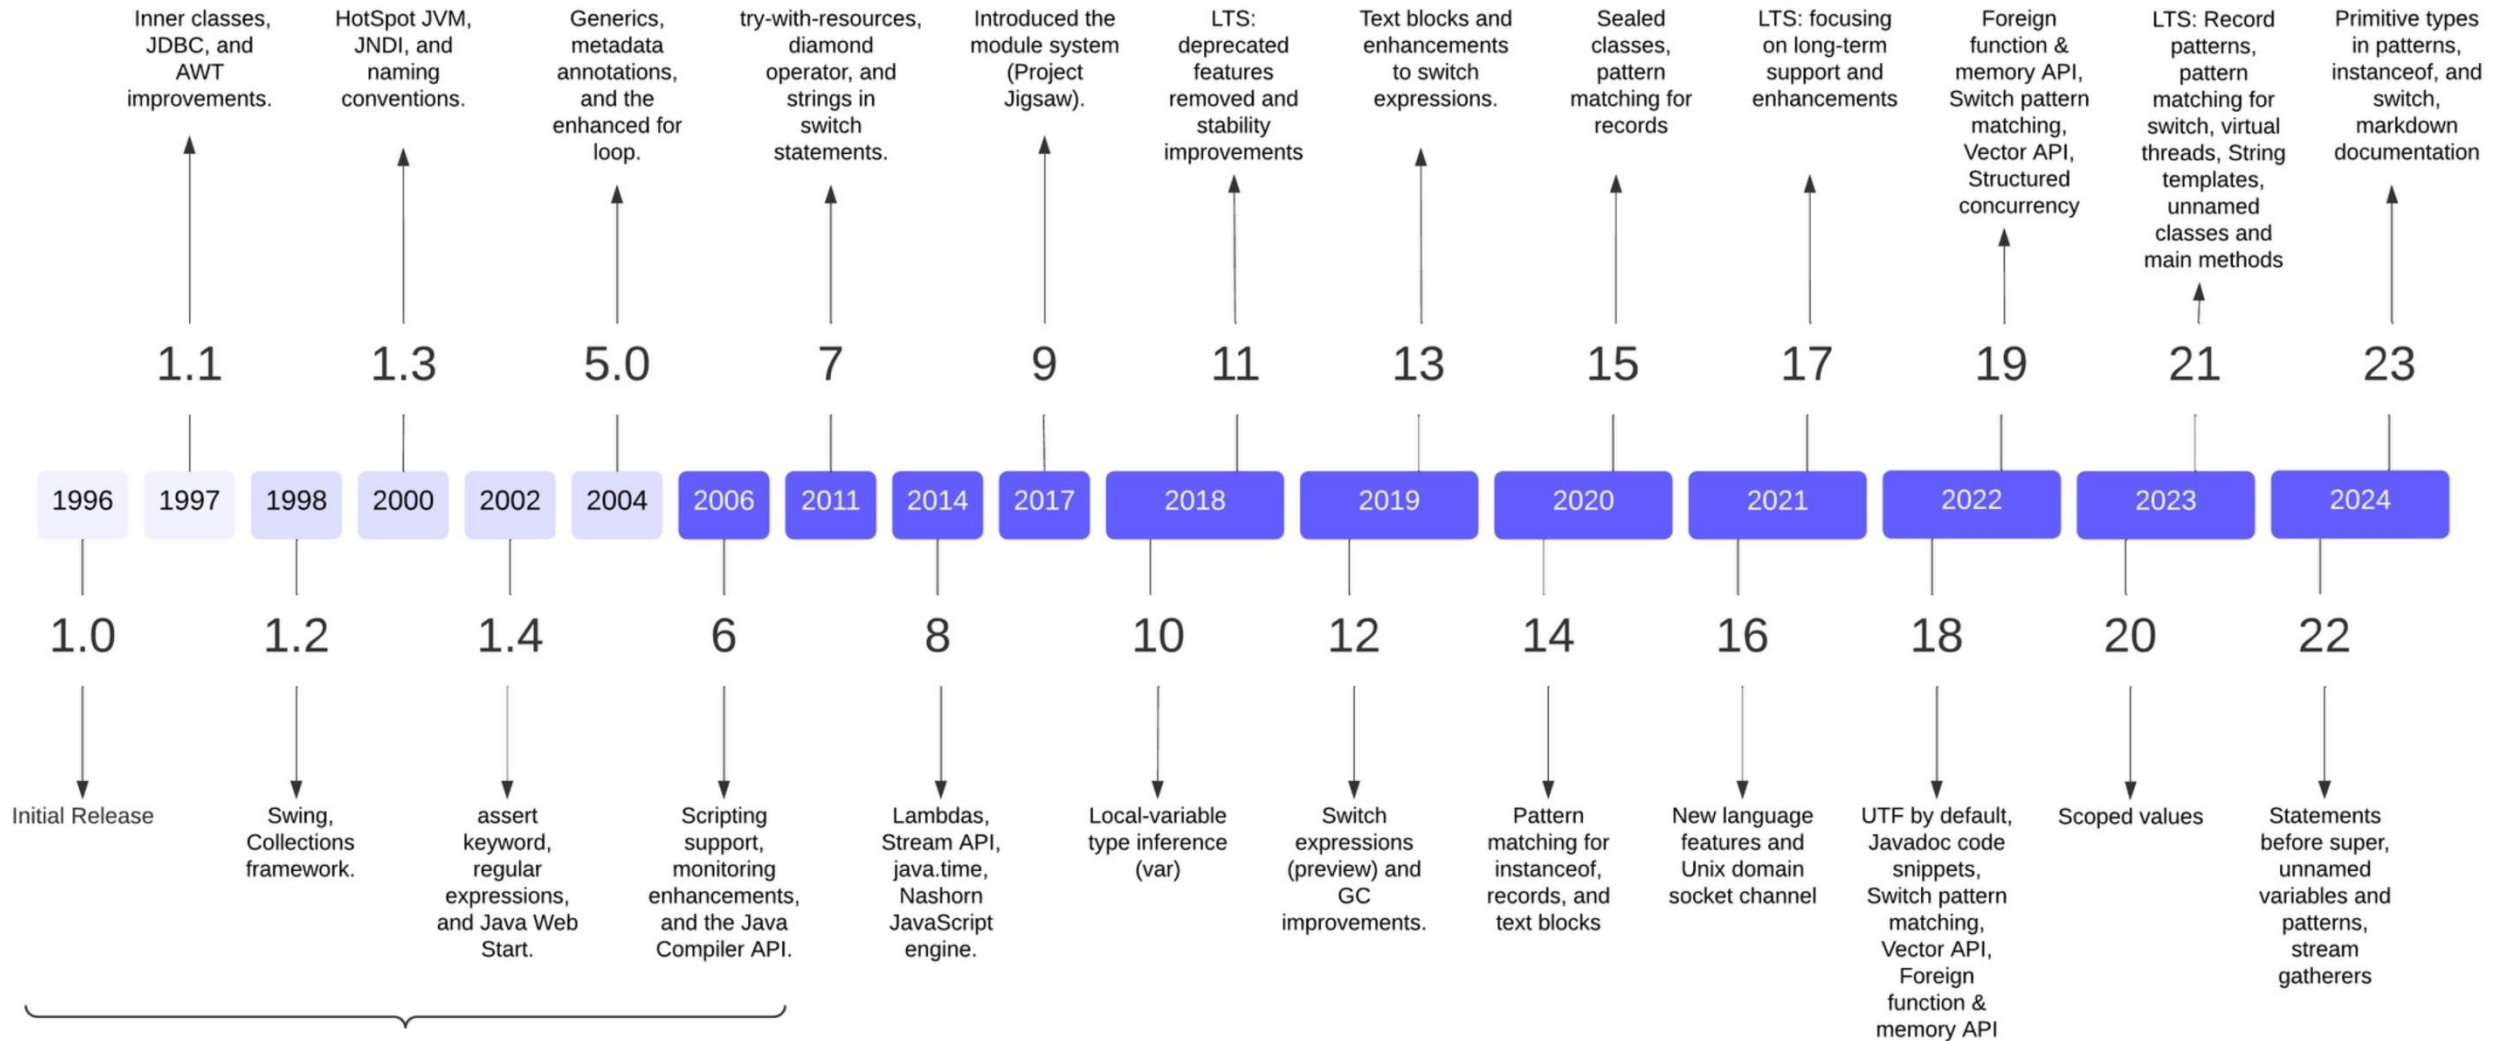 Inner classes,
JDBC, and
AWT
improvements.
HotSpot JVM,
JNDI, and
naming
conventions.
Generics,
metadata
annotations,
and the
enhanced for
loop.
try-with-resources,
diamond
operator, and
strings in
switch
statements.
Introduced the
module system
(Project
Jigsaw).
LTS:
deprecated
features
removed and
stability
improvements
Text blocks and
enhancements
to switch
expressions.
Sealed
classes,
pattern
matching for
records
LTS: focusing
on long-term
support and
enhancements
Foreign
function &
memory API,
Switch pattern
matching,
Vector API,
Structured
concurrency
LTS: Record
patterns,
pattern
matching for
switch, virtual
threads, String
templates,
unnamed
classes and
main methods
Primitive types
in patterns,
instanceof, and
switch,
markdown
documentation
1.1
1.3
5.0
7
9
11
13
15
17
19
21
23
1996
1997
1998
2000
2002
2004
2006
2011
2014
2017
2018
2019
2020
2021
2022
2023
2024
1.0
1.2
1.4
6
8
10
12
14
16
18
20
22
Initial Release
Swing,
Collections
framework.
assert
keyword,
regular
expressions,
and Java Web
Start.
Scripting
support,
monitoring
enhancements,
and the Java
Compiler API.
Lambdas,
Stream API,
java.time,
Nashorn
JavaScript
engine.
Local-variable
type inference
(var)
Switch
expressions
(preview) and
GC
improvements.
Pattern
matching for
instanceof,
records, and
text blocks
New language
features and
Unix domain
socket channel
UTF by default,
Javadoc code
snippets,
Switch pattern
matching,
Vector API,
Foreign
function &
memory API
Scoped values
Statements
before super,
unnamed
variables and
patterns,
stream
gatherers